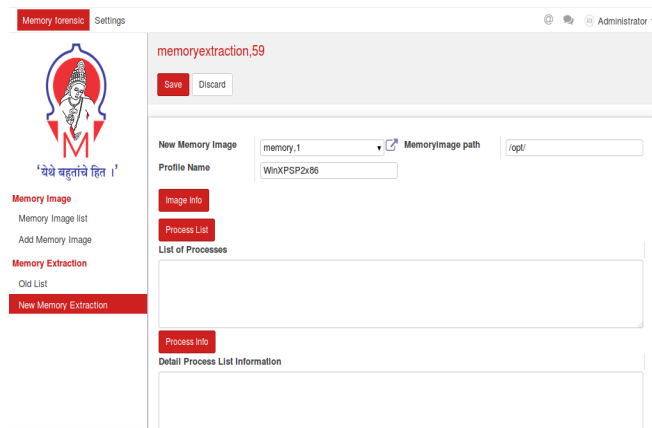 Memory forensic Settings
@ in Administrator
memoryextraction,59
Save Discard
M
‘येथे बहुतांचे हित ।’
New Memory Image memory,1 MemoryImage path /opt/
Profile Name WinXPSP2x86
Image Info
Process List
List of Processes
Process Info
Detail Process List Information
Memory Image
Memory Image list
Add Memory Image
Memory Extraction
Old List
New Memory Extraction